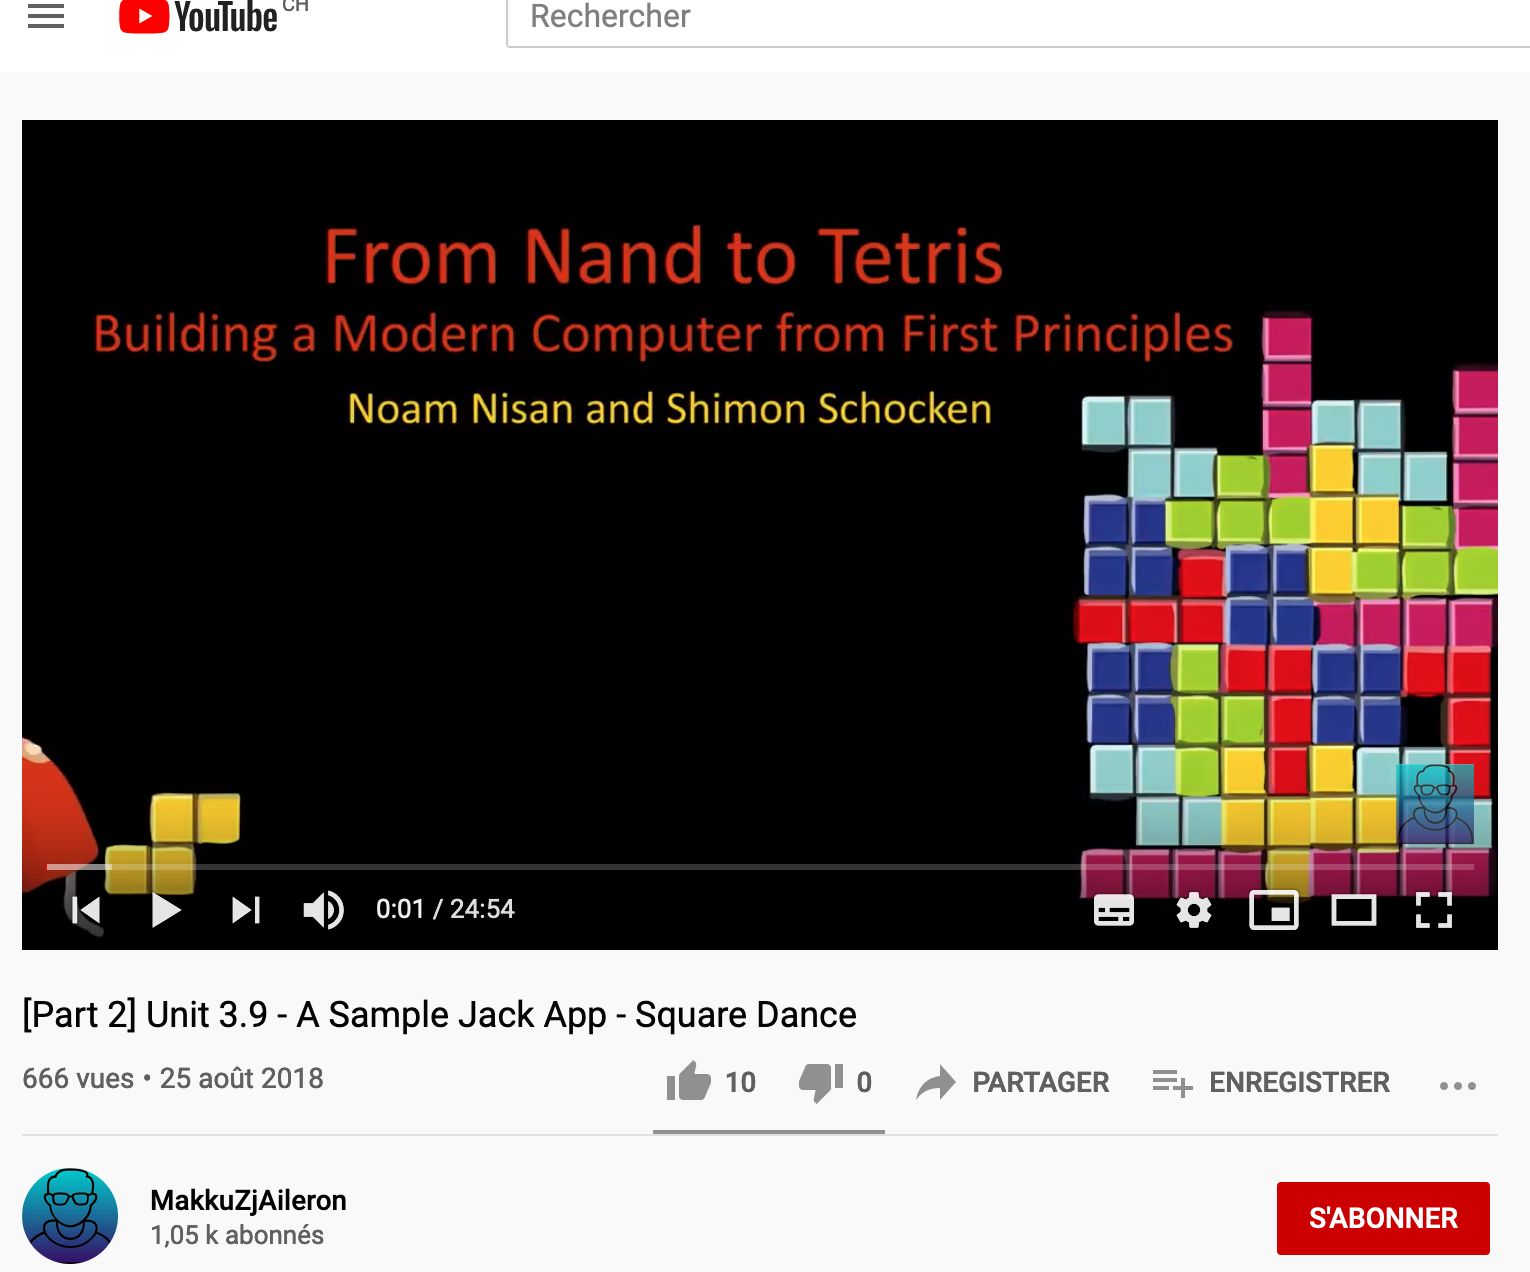 YouTube CH
Rechercher
From Nand to Tetris
Building a Modern Computer from First Principles
Noam Nisan and Shimon Schocken
0:01 / 24:54
[Part 2] Unit 3.9 - A Sample Jack App - Square Dance
666 vues • 25 août 2018
10
0
PARTAGER
ENREGISTRER
MakkuZjAileron
1,05 k abonnés
S'ABONNER